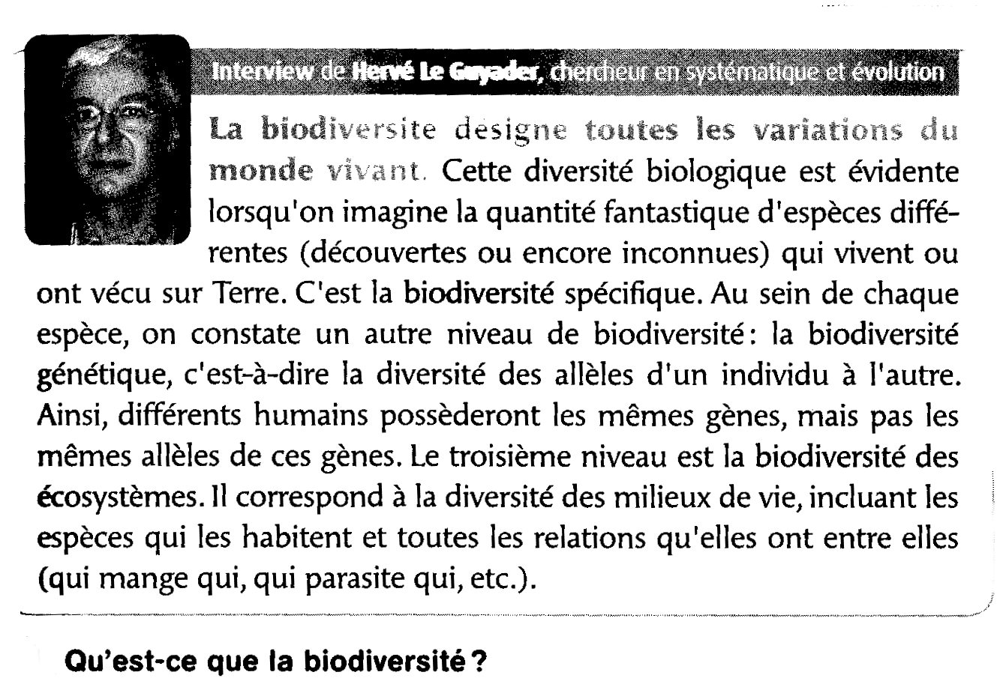 Interview de Hervé Le Guyader, chercheur en systématique et évolution
La biodiversite designe toutes les variations du
monde vivant. Cette diversité biologique est évidente
lorsqu'on imagine la quantité fantastique d'espèces diffé-
rentes (découvertes ou encore inconnues) qui vivent ou
ont vécu sur Terre. C'est la biodiversité spécifique. Au sein de chaque
espèce, on constate un autre niveau de biodiversité : la biodiversité
génétique, c'est-à-dire la diversité des allèles d'un individu à l'autre.
Ainsi, différents humains possèderont les mêmes gènes, mais pas les
mêmes allèles de ces gènes. Le troisième niveau est la biodiversité des
écosystèmes. Il correspond à la diversité des milieux de vie, incluant les
espèces qui les habitent et toutes les relations qu'elles ont entre elles
(qui mange qui, qui parasite qui, etc.).
Qu'est-ce que la biodiversité ?